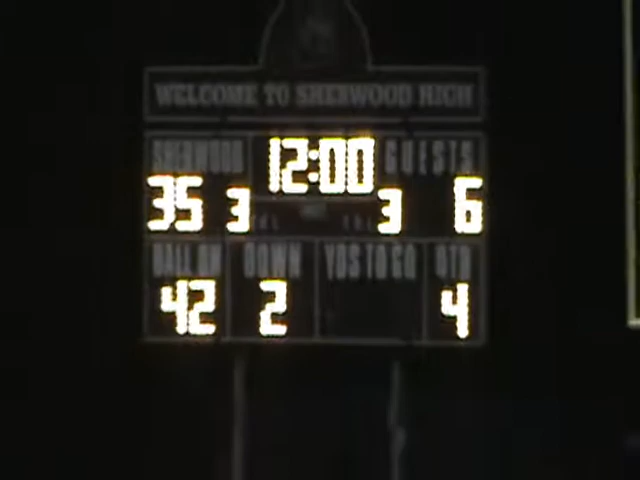 WELCOME TO SHERWOOD HIGH
SHERWOOD 12:00 GUESTS
35 3 3 6
BALL ON DOWN YDS TO GO QTR
42 2 4